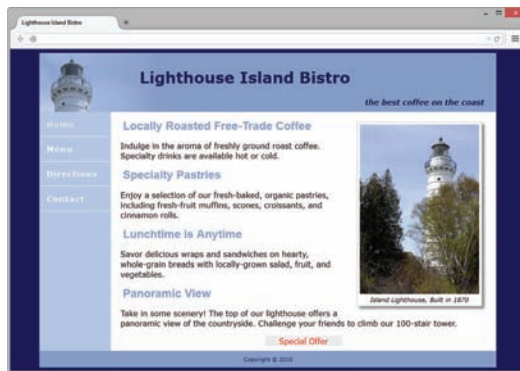 Lighthouse Island Bistro
Lighthouse Island Bistro
the best coffee on the coast
Home
Menu
Directions
Contact
Locally Roasted Free-Trade Coffee
Indulge in the aroma of freshly ground roast coffee.
Specialty drinks are available hot or cold.
Specialty Pastries
Enjoy a selection of our fresh-baked, organic pastries,
including fresh-fruit muffins, scones, croissants, and
cinnamon rolls.
Lunchtime is Anytime
Savor delicious wraps and sandwiches on hearty,
whole-grain breads with locally-grown salad, fruit, and
vegetables.
Panoramic View
Take in some scenery! The top of our lighthouse offers a
panoramic view of the countryside. Challenge your friends to climb our 100-stair tower.
Island Lighthouse, Built in 1870
Special Offer
Copyright © 2016